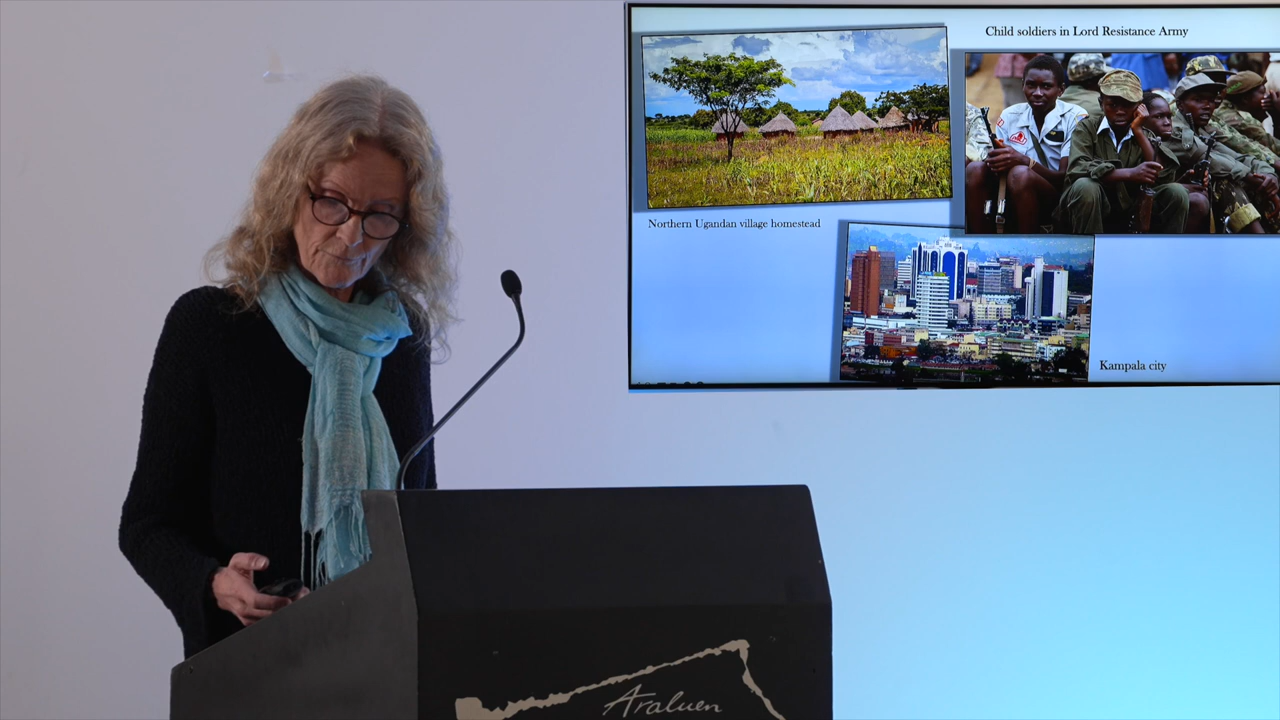 Child soldiers in Lord Resistance Army
Northern Ugandan village homestead
Kampala city
Araluen